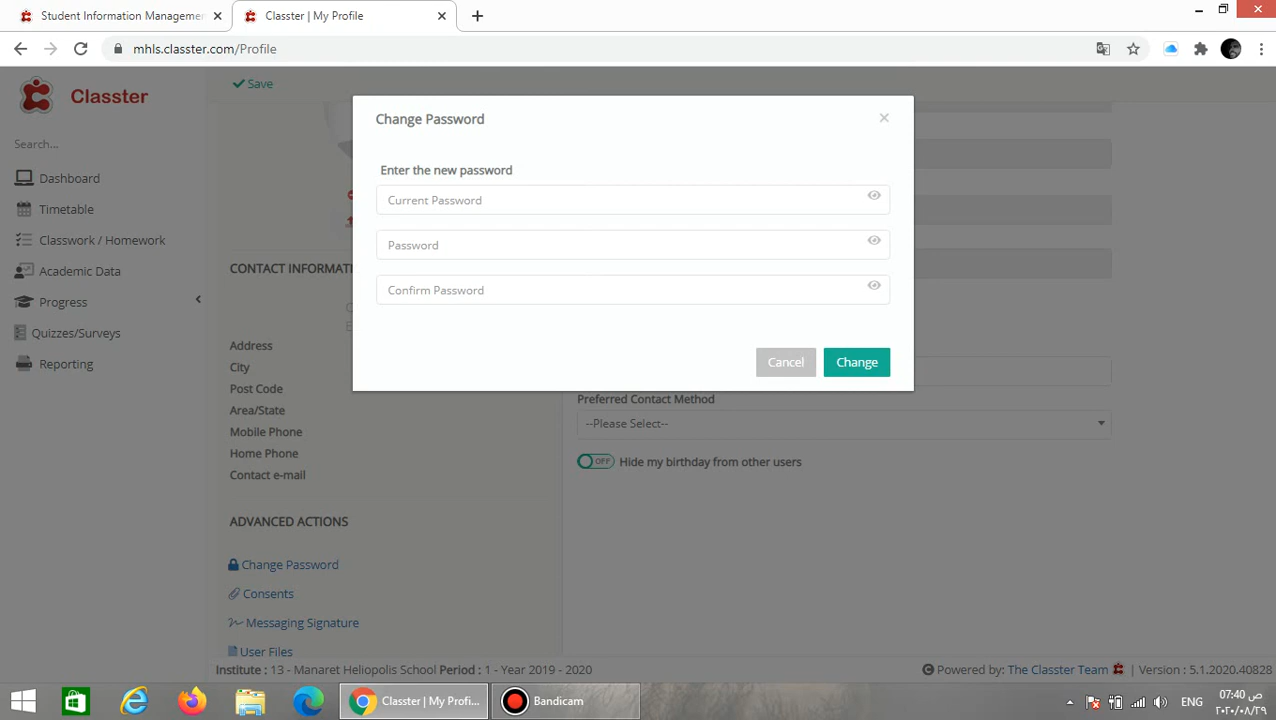 Student Information Managemen
Classter | My Profile
mhls.classter.com/Profile
Classter
Save
Search...
Dashboard
Timetable
Classwork / Homework
Academic Data
Progress
Quizzes/Surveys
Reporting
Change Password
Enter the new password
Current Password
Password
Confirm Password
Cancel
Change
CONTACT INFORMATI
Address
City
Post Code
Area/State
Mobile Phone
Home Phone
Contact e-mail
ADVANCED ACTIONS
Change Password
Consents
Messaging Signature
User Files
Preferred Contact Method
--Please Select--
OFF
Hide my birthday from other users
Institute : 13 - Manaret Heliopolis School Period : 1 - Year 2019 - 2020
Powered by: The Classter Team | Version : 5.1.2020.40828
Classter | My Profi...
Bandicam
ENG
07:40 ص
٢٠٢٠/٠٨/٢٩